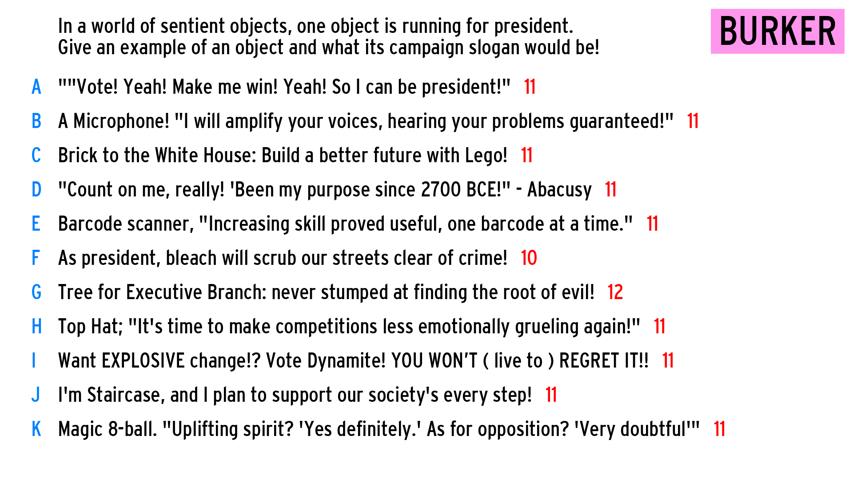 In a world of sentient objects, one object is running for president.
Give an example of an object and what its campaign slogan would be!
BURKER
A ""Vote! Yeah! Make me win! Yeah! So I can be president!" 11
B A Microphone! "I will amplify your voices, hearing your problems guaranteed!" 11
C Brick to the White House: Build a better future with Lego! 11
D "Count on me, really! 'Been my purpose since 2700 BCE!" - Abacusy 11
E Barcode scanner, "Increasing skill proved useful, one barcode at a time." 11
F As president, bleach will scrub our streets clear of crime! 10
G Tree for Executive Branch: never stumped at finding the root of evil! 12
H Top Hat; "It's time to make competitions less emotionally grueling again!" 11
I Want EXPLOSIVE change!? Vote Dynamite! YOU WON'T ( live to ) REGRET IT!! 11
J I'm Staircase, and I plan to support our society's every step! 11
K Magic 8-ball. "Uplifting spirit? 'Yes definitely.' As for opposition? 'Very doubtful'" 11